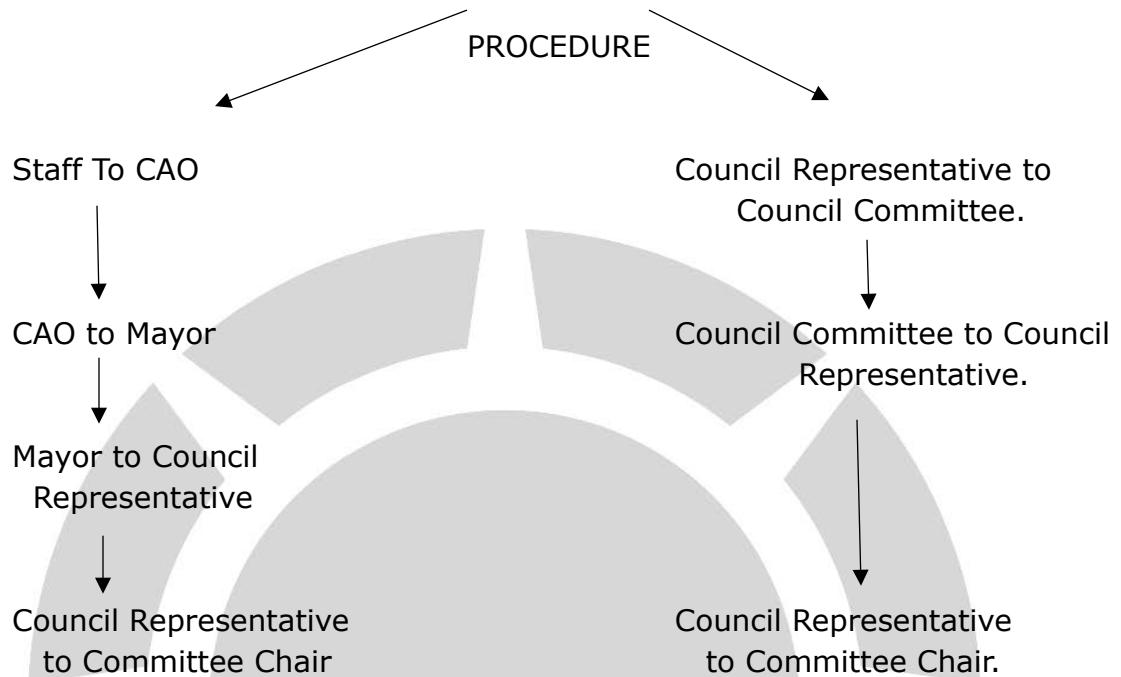 PROCEDURE
Staff To CAO
CAO to Mayor
Mayor to Council
Representative
Council Representative
to Committee Chair
Council Representative to
Council Committee.
Council Committee to Council
Representative.
Council Representative
to Committee Chair.